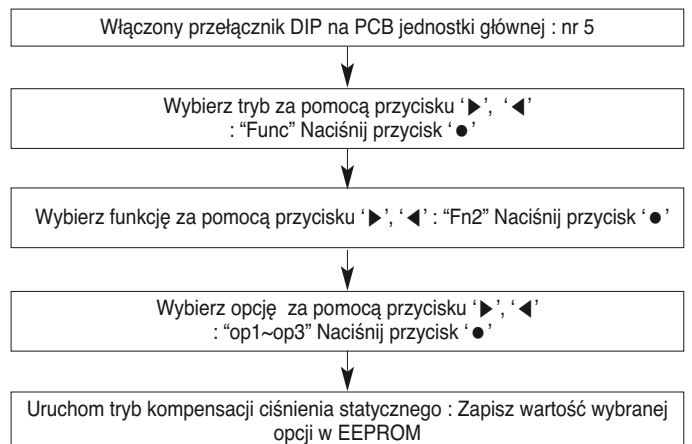 Włączony przełącznik DIP na PCB jednostki głównej : nr 5
Wybierz tryb za pomocą przycisku ‘▶’, ‘◀’
: “Func” Naciśnij przycisk ‘●’
Wybierz funkcję za pomocą przycisku ‘▶’, ‘◀’ : “Fn2” Naciśnij przycisk ‘●’
Wybierz opcję za pomocą przycisku ‘▶’, ‘◀’
: “op1~op3” Naciśnij przycisk ‘●’
Uruchom tryb kompensacji ciśnienia statycznego : Zapisz wartość wybranej
opcji w EEPROM